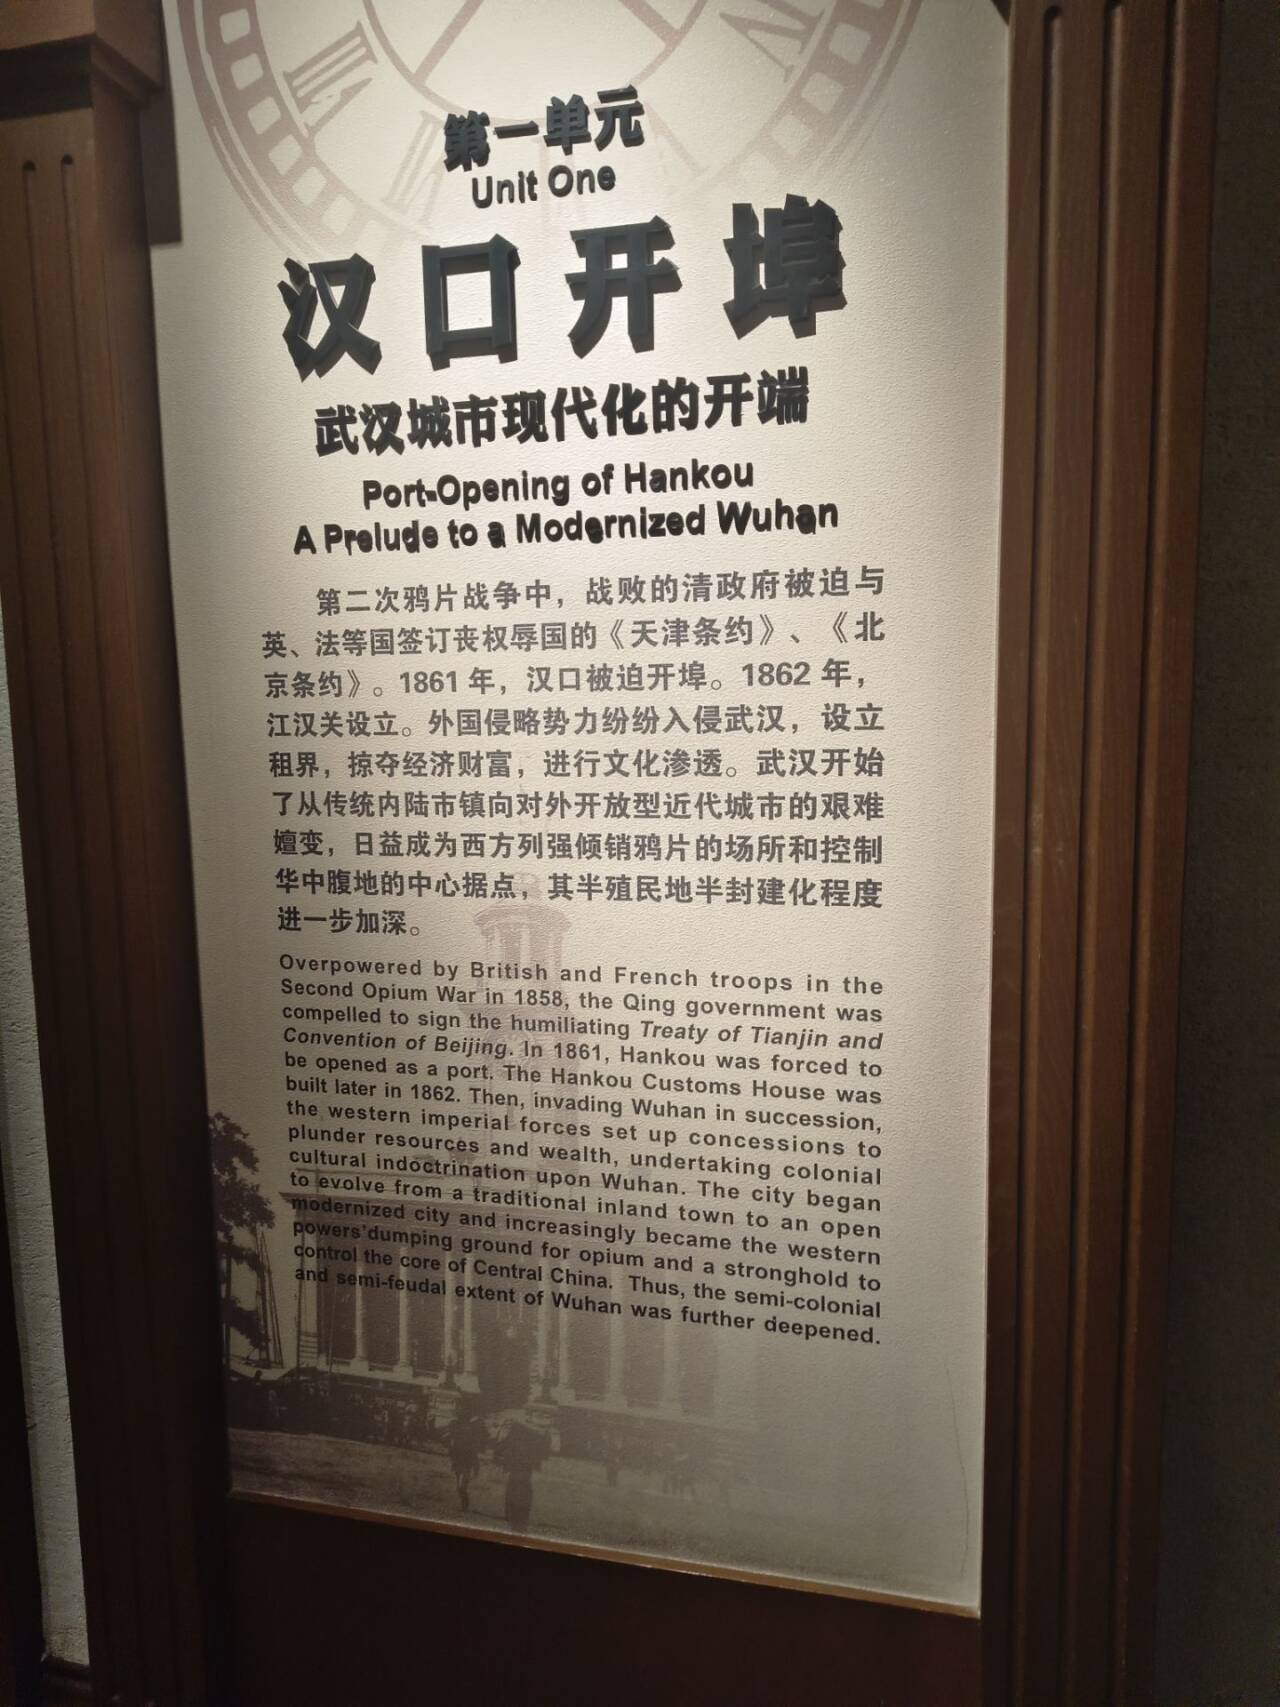 第一单元
Unit One
汉口开埠
武汉城市现代化的开端
Port-Opening of Hankou
A Prelude to a Modernized Wuhan
第二次鸦片战争中，战败的清政府被迫与
英、法等国签订丧权辱国的《天津条约》、《北
京条约》。1861年，汉口被迫开埠。1862年，
江汉关设立。外国侵略势力纷纷入侵武汉，设立
租界，掠夺经济财富，进行文化渗透。武汉开始
了从传统内陆市镇向对外开放型近代城市的艰难
嬗变，日益成为西方列强倾销鸦片的场所和控制
华中腹地的中心据点，其半殖民地半封建化程度
进一步加深。
Overpowered by British and French troops in the
Second Opium War in 1858, the Qing government was
compelled to sign the humiliating Treaty of Tianjin and
Convention of Beijing. In 1861, Hankou was forced to
be opened as a port. The Hankou Customs House was
built later in 1862. Then, invading Wuhan in succession,
the western imperial forces set up concessions to
plunder resources and wealth, undertaking colonial
cultural indoctrination upon Wuhan. The city began
to evolve from a traditional inland town to an open
modernized city and increasingly became the western
powers'dumping ground for opium and a stronghold to
control the core of Central China. Thus, the semi-colonial
and semi-feudal extent of Wuhan was further deepened.